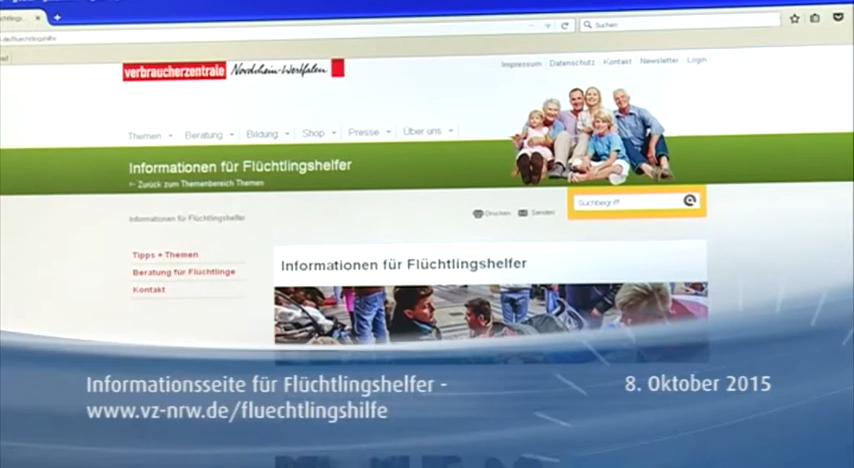 .de/fluechtlingshilfe
Suchen
verbraucherzentrale Nordrhein-Westfalen
Impressum Datenschutz Kontakt Newsletter Login
Themen Beratung Bildung Shop Presse Über uns
Informationen für Flüchtlingshelfer
← Zurück zum Themenbereich Themen
Suchbegriff
Informationen für Flüchtlingshelfer
Drucken Senden
Tipps + Themen
Beratung für Flüchtlinge
Kontakt
Informationen für Flüchtlingshelfer
Informationsseite für Flüchtlingshelfer -
www.vz-nrw.de/fluechtlingshilfe
8. Oktober 2015